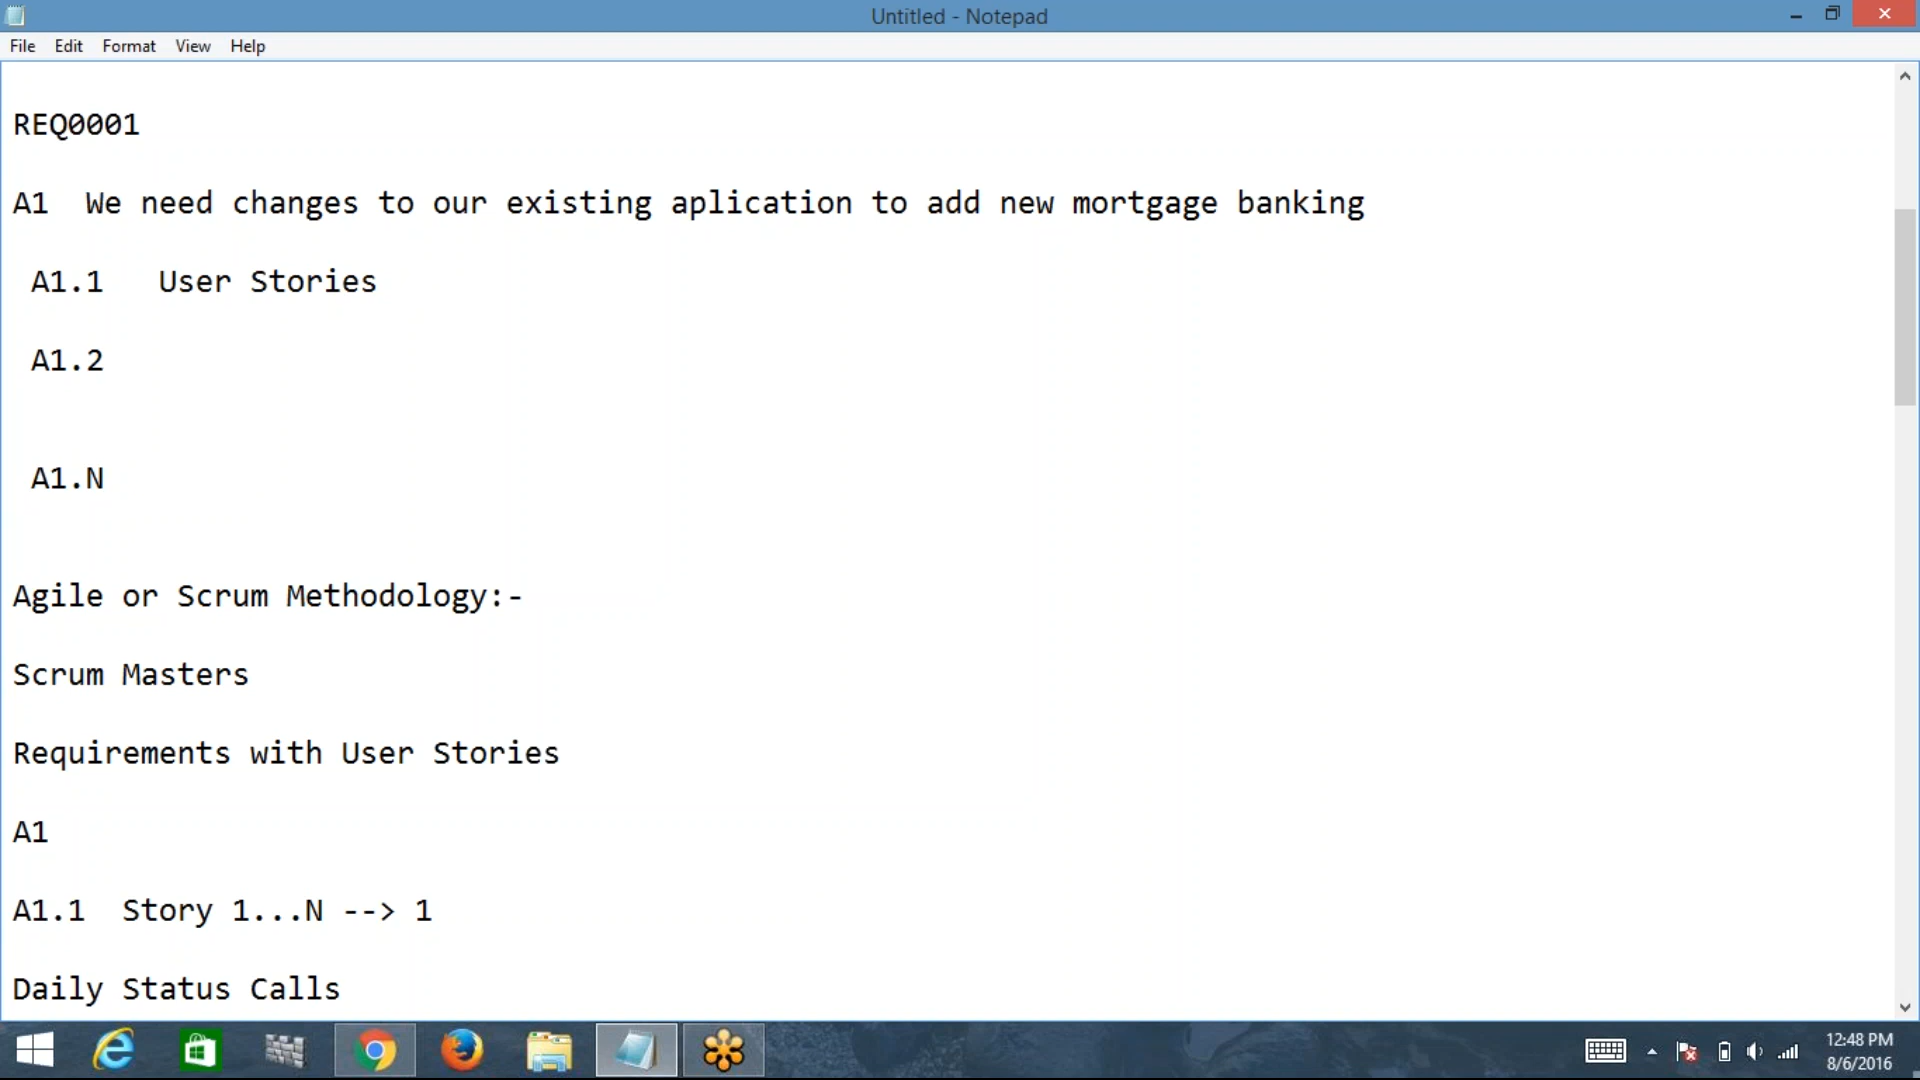 Untitled - Notepad
File Edit Format View Help
REQ0001
A1  We need changes to our existing aplication to add new mortgage banking
A1.1   User Stories
A1.2
A1.N
Agile or Scrum Methodology:-
Scrum Masters
Requirements with User Stories
A1
A1.1  Story 1...N --> 1
Daily Status Calls
12:48 PM
8/6/2016